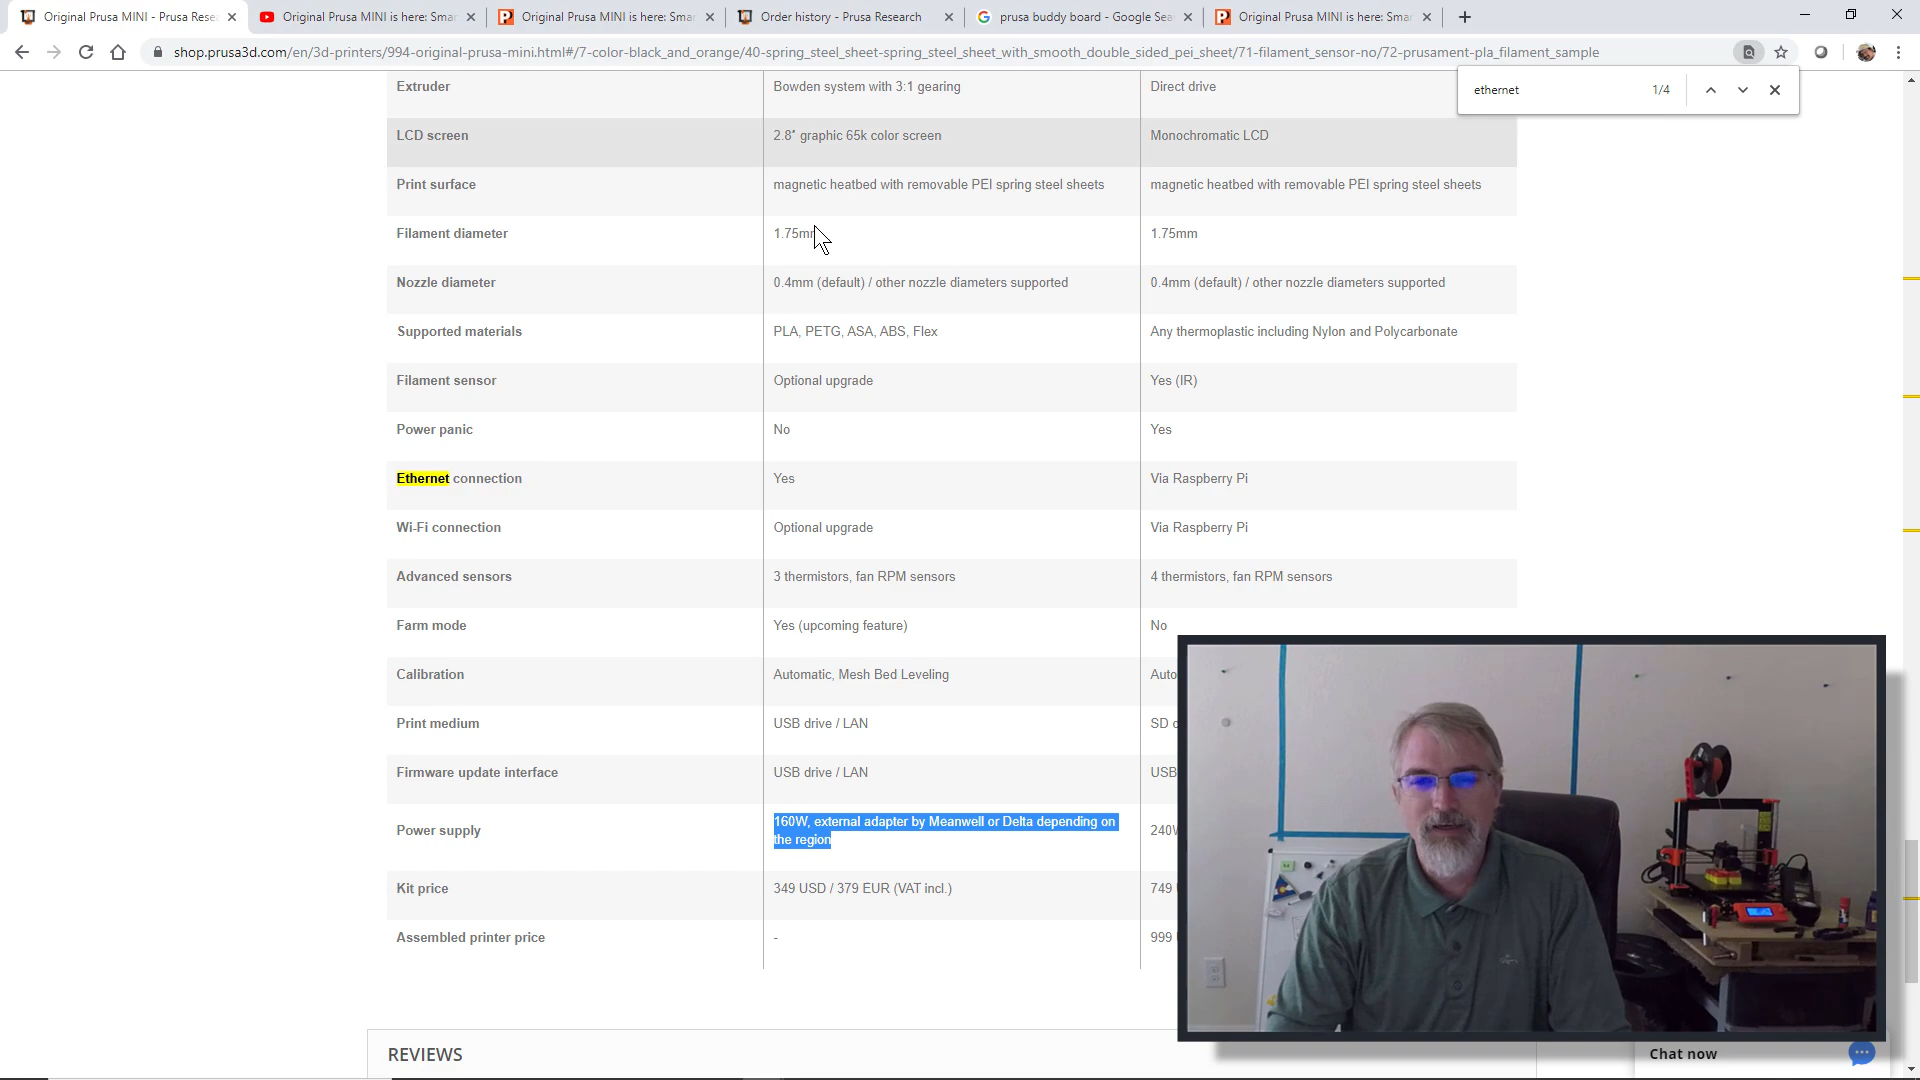 Original Prusa MINI - Prusa Rese
Original Prusa MINI is here: Smar
Original Prusa MINI is here: Smar
Order history - Prusa Research
prusa buddy board - Google Sea
Original Prusa MINI is here: Smar
shop.prusa3d.com/en/3d-printers/994-original-prusa-mini.html#/7-color-black_and_orange/40-spring_steel_sheet-spring_steel_sheet_with_smooth_double_sided_pei_sheet/71-filament_sensor-no/72-prusament-pla_filament_sample
ethernet 1/4
Extruder Bowden system with 3:1 gearing Direct drive
LCD screen 2.8" graphic 65k color screen Monochromatic LCD
Print surface magnetic heatbed with removable PEI spring steel sheets magnetic heatbed with removable PEI spring steel sheets
Filament diameter 1.75mm 1.75mm
Nozzle diameter 0.4mm (default) / other nozzle diameters supported 0.4mm (default) / other nozzle diameters supported
Supported materials PLA, PETG, ASA, ABS, Flex Any thermoplastic including Nylon and Polycarbonate
Filament sensor Optional upgrade Yes (IR)
Power panic No Yes
Ethernet connection Yes Via Raspberry Pi
Wi-Fi connection Optional upgrade Via Raspberry Pi
Advanced sensors 3 thermistors, fan RPM sensors 4 thermistors, fan RPM sensors
Farm mode Yes (upcoming feature) No
Calibration Automatic, Mesh Bed Leveling Auto
Print medium USB drive / LAN SD c
Firmware update interface USB drive / LAN USB
Power supply 160W, external adapter by Meanwell or Delta depending on the region 240W
Kit price 349 USD / 379 EUR (VAT incl.) 749
Assembled printer price - 999
REVIEWS
Chat now